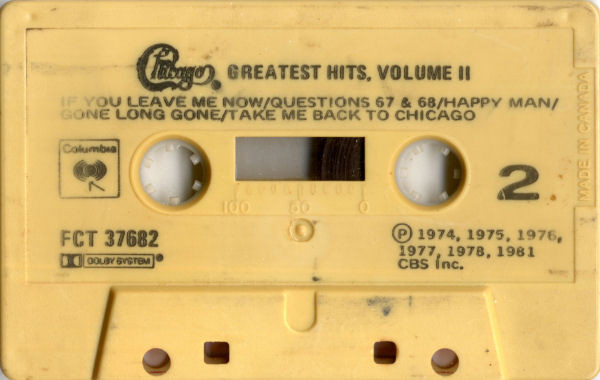 Chicago GREATEST HITS, VOLUME II
IF YOU LEAVE ME NOW/QUESTIONS 67 & 68/HAPPY MAN/
GONE LONG GONE/TAKE ME BACK TO CHICAGO
Columbia
100 50 0
2
MADE IN CANADA
FCT 37682
DOLBY SYSTEM®
℗ 1974, 1975, 1976,
1977, 1978, 1981
CBS Inc.